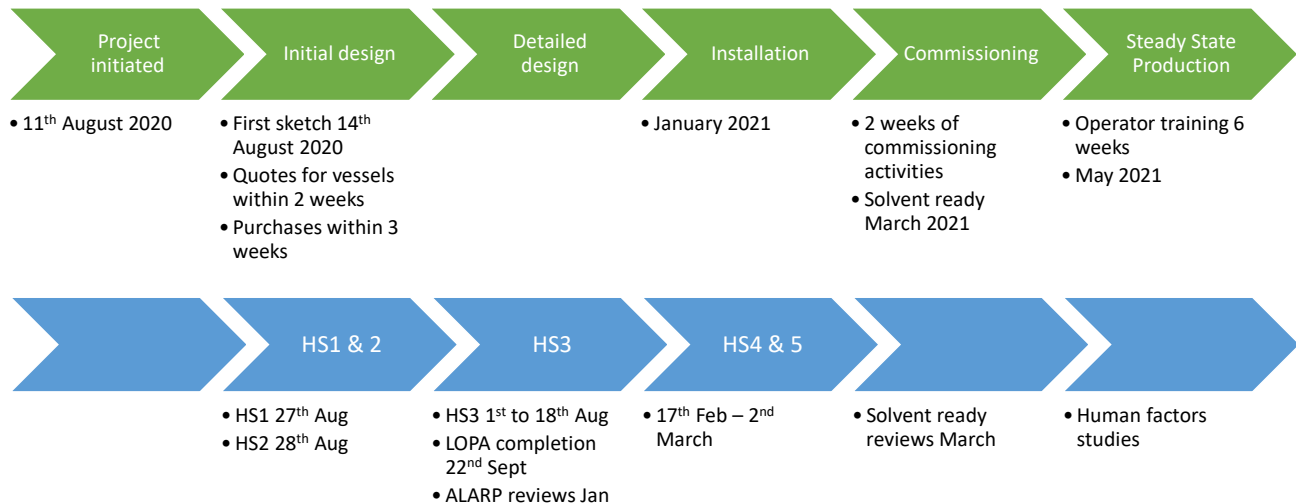 Project
initiated
Initial design
Detailed
design
Installation
Commissioning
Steady State
Production
• 11th August 2020
• First sketch 14th
August 2020
• Quotes for vessels
within 2 weeks
• Purchases within 3
weeks
• January 2021
• 2 weeks of
commissioning
activities
• Solvent ready
March 2021
• Operator training 6
weeks
• May 2021
HS1 & 2
HS3
HS4 & 5
• HS1 27th Aug
• HS2 28th Aug
• HS3 1st to 18th Aug
• LOPA completion
22nd Sept
• ALARP reviews Jan
• 17th Feb – 2nd
March
• Solvent ready
reviews March
• Human factors
studies